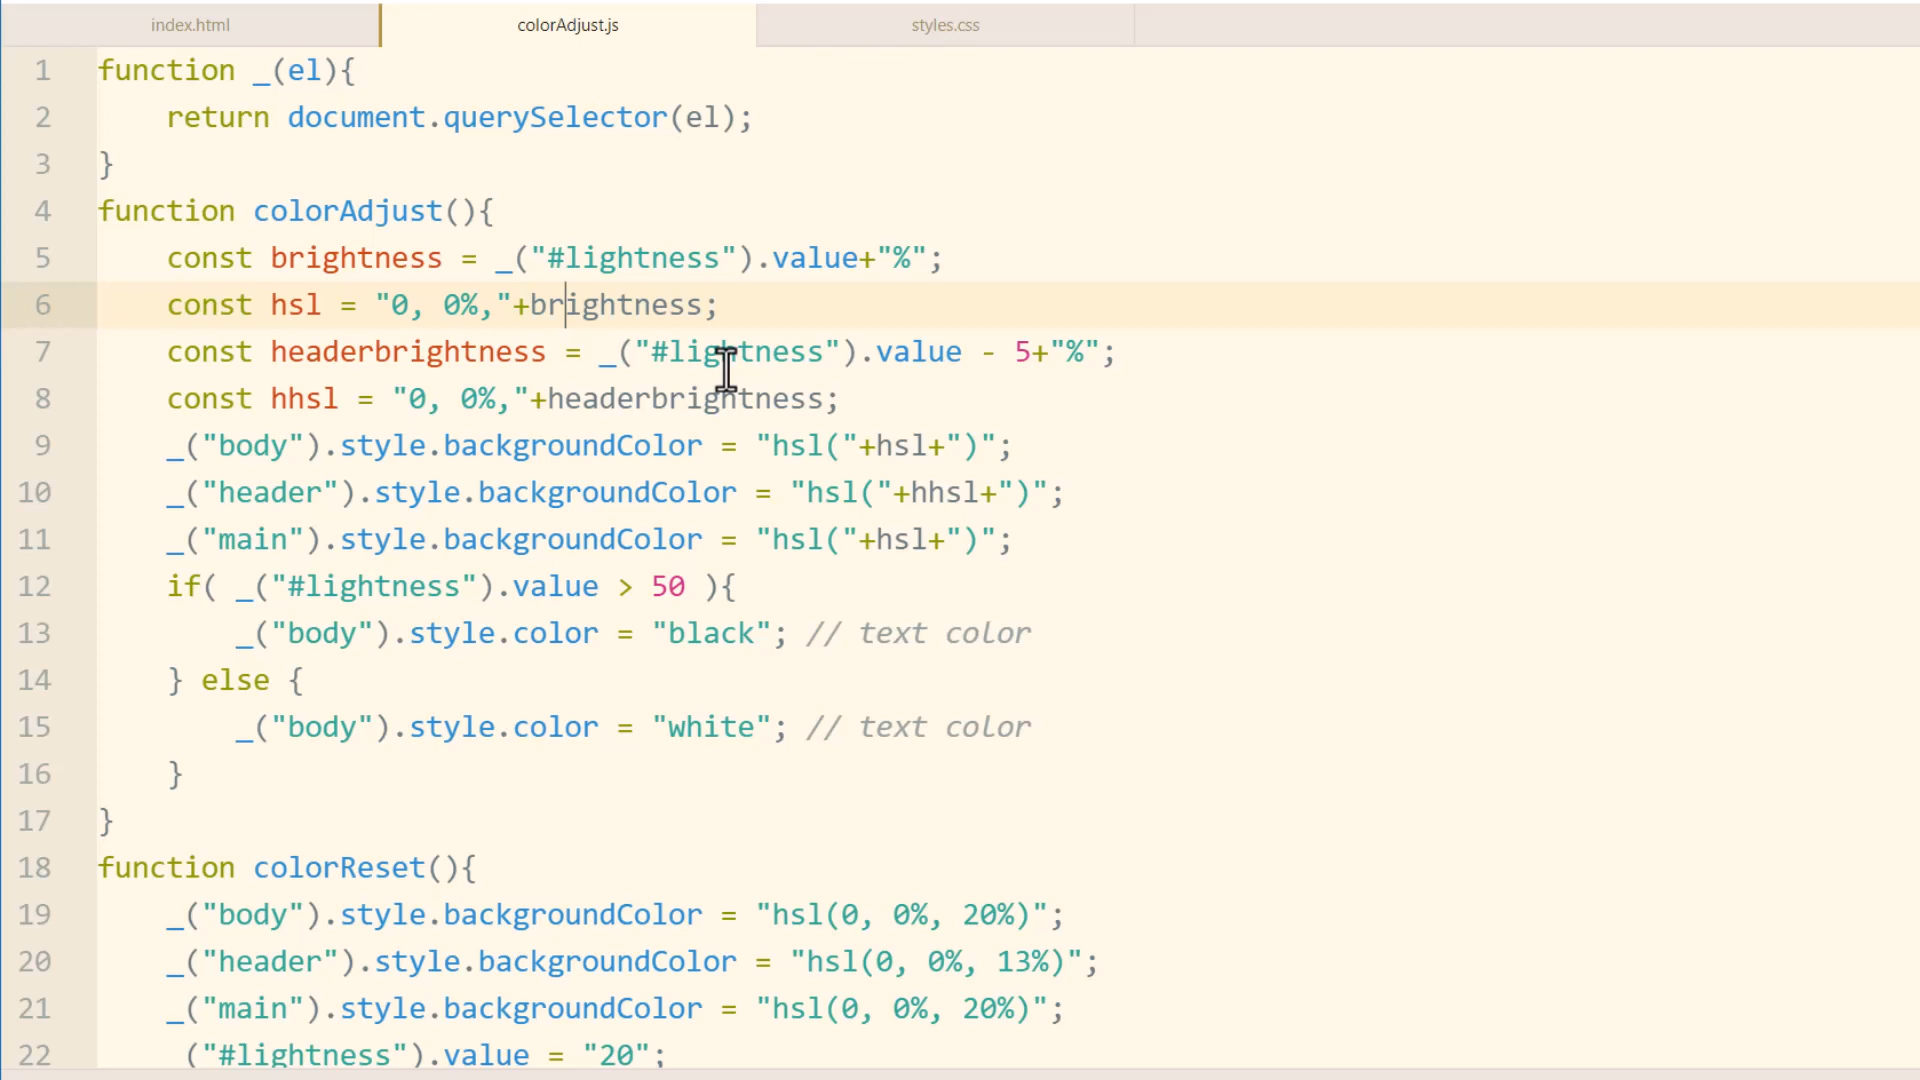 index.html colorAdjust.js styles.css
1 function _(el){
2 return document.querySelector(el);
3 }
4 function colorAdjust(){
5 const brightness = _("#lightness").value+"%";
6 const hsl = "0, 0%,"+brightness;
7 const headerbrightness = _("#lightness").value - 5+"%";
8 const hhsl = "0, 0%,"+headerbrightness;
9 _("body").style.backgroundColor = "hsl("+hsl+")";
10 _("header").style.backgroundColor = "hsl("+hhsl+")";
11 _("main").style.backgroundColor = "hsl("+hsl+")";
12 if( _("#lightness").value > 50 ){
13 _("body").style.color = "black"; // text color
14 } else {
15 _("body").style.color = "white"; // text color
16 }
17 }
18 function colorReset(){
19 _("body").style.backgroundColor = "hsl(0, 0%, 20%)";
20 _("header").style.backgroundColor = "hsl(0, 0%, 13%)";
21 _("main").style.backgroundColor = "hsl(0, 0%, 20%)";
22 ("#lightness").value = "20";